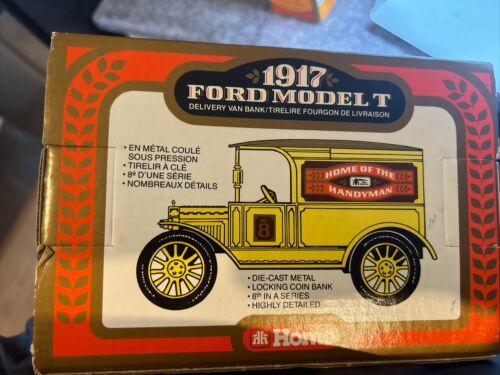 1917
FORD MODEL T
DELIVERY VAN BANK/TIRELIRE FOURGON DE LIVRAISON
• EN MÉTAL COULÉ
SOUS PRESSION
• TIRELIR À CLÉ
• 8e D'UNE SÉRIE
• NOMBREAUX DÉTAILS
HOME OF THE
HANDYMAN
8
• DIE-CAST METAL
• LOCKING COIN BANK
• 8th IN A SERIES
• HIGHLY DETAILED
Home